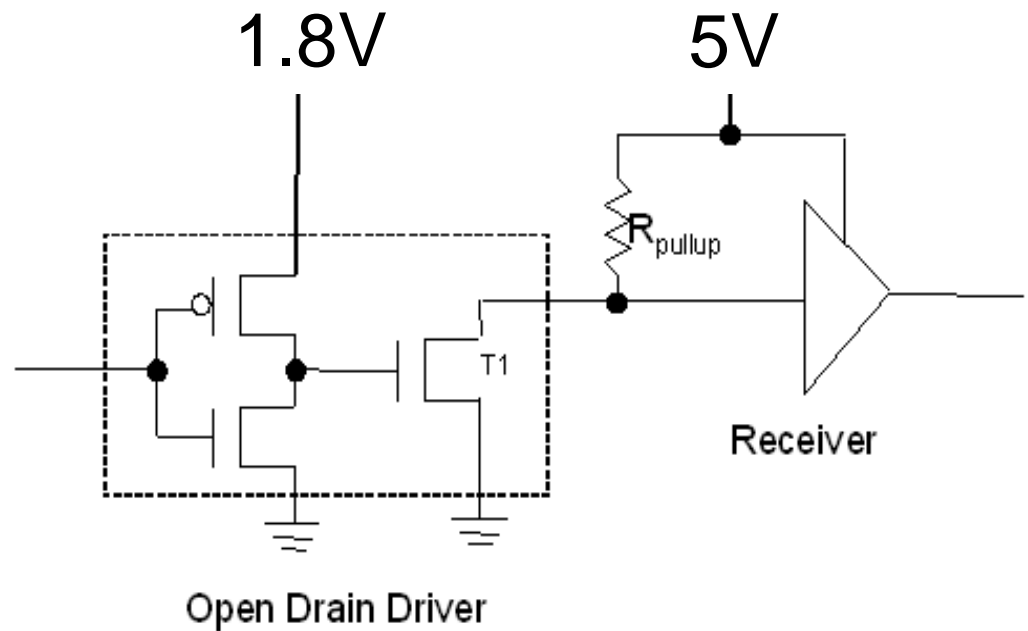 1.8V
5V
Rpullup
T1
Receiver
Open Drain Driver